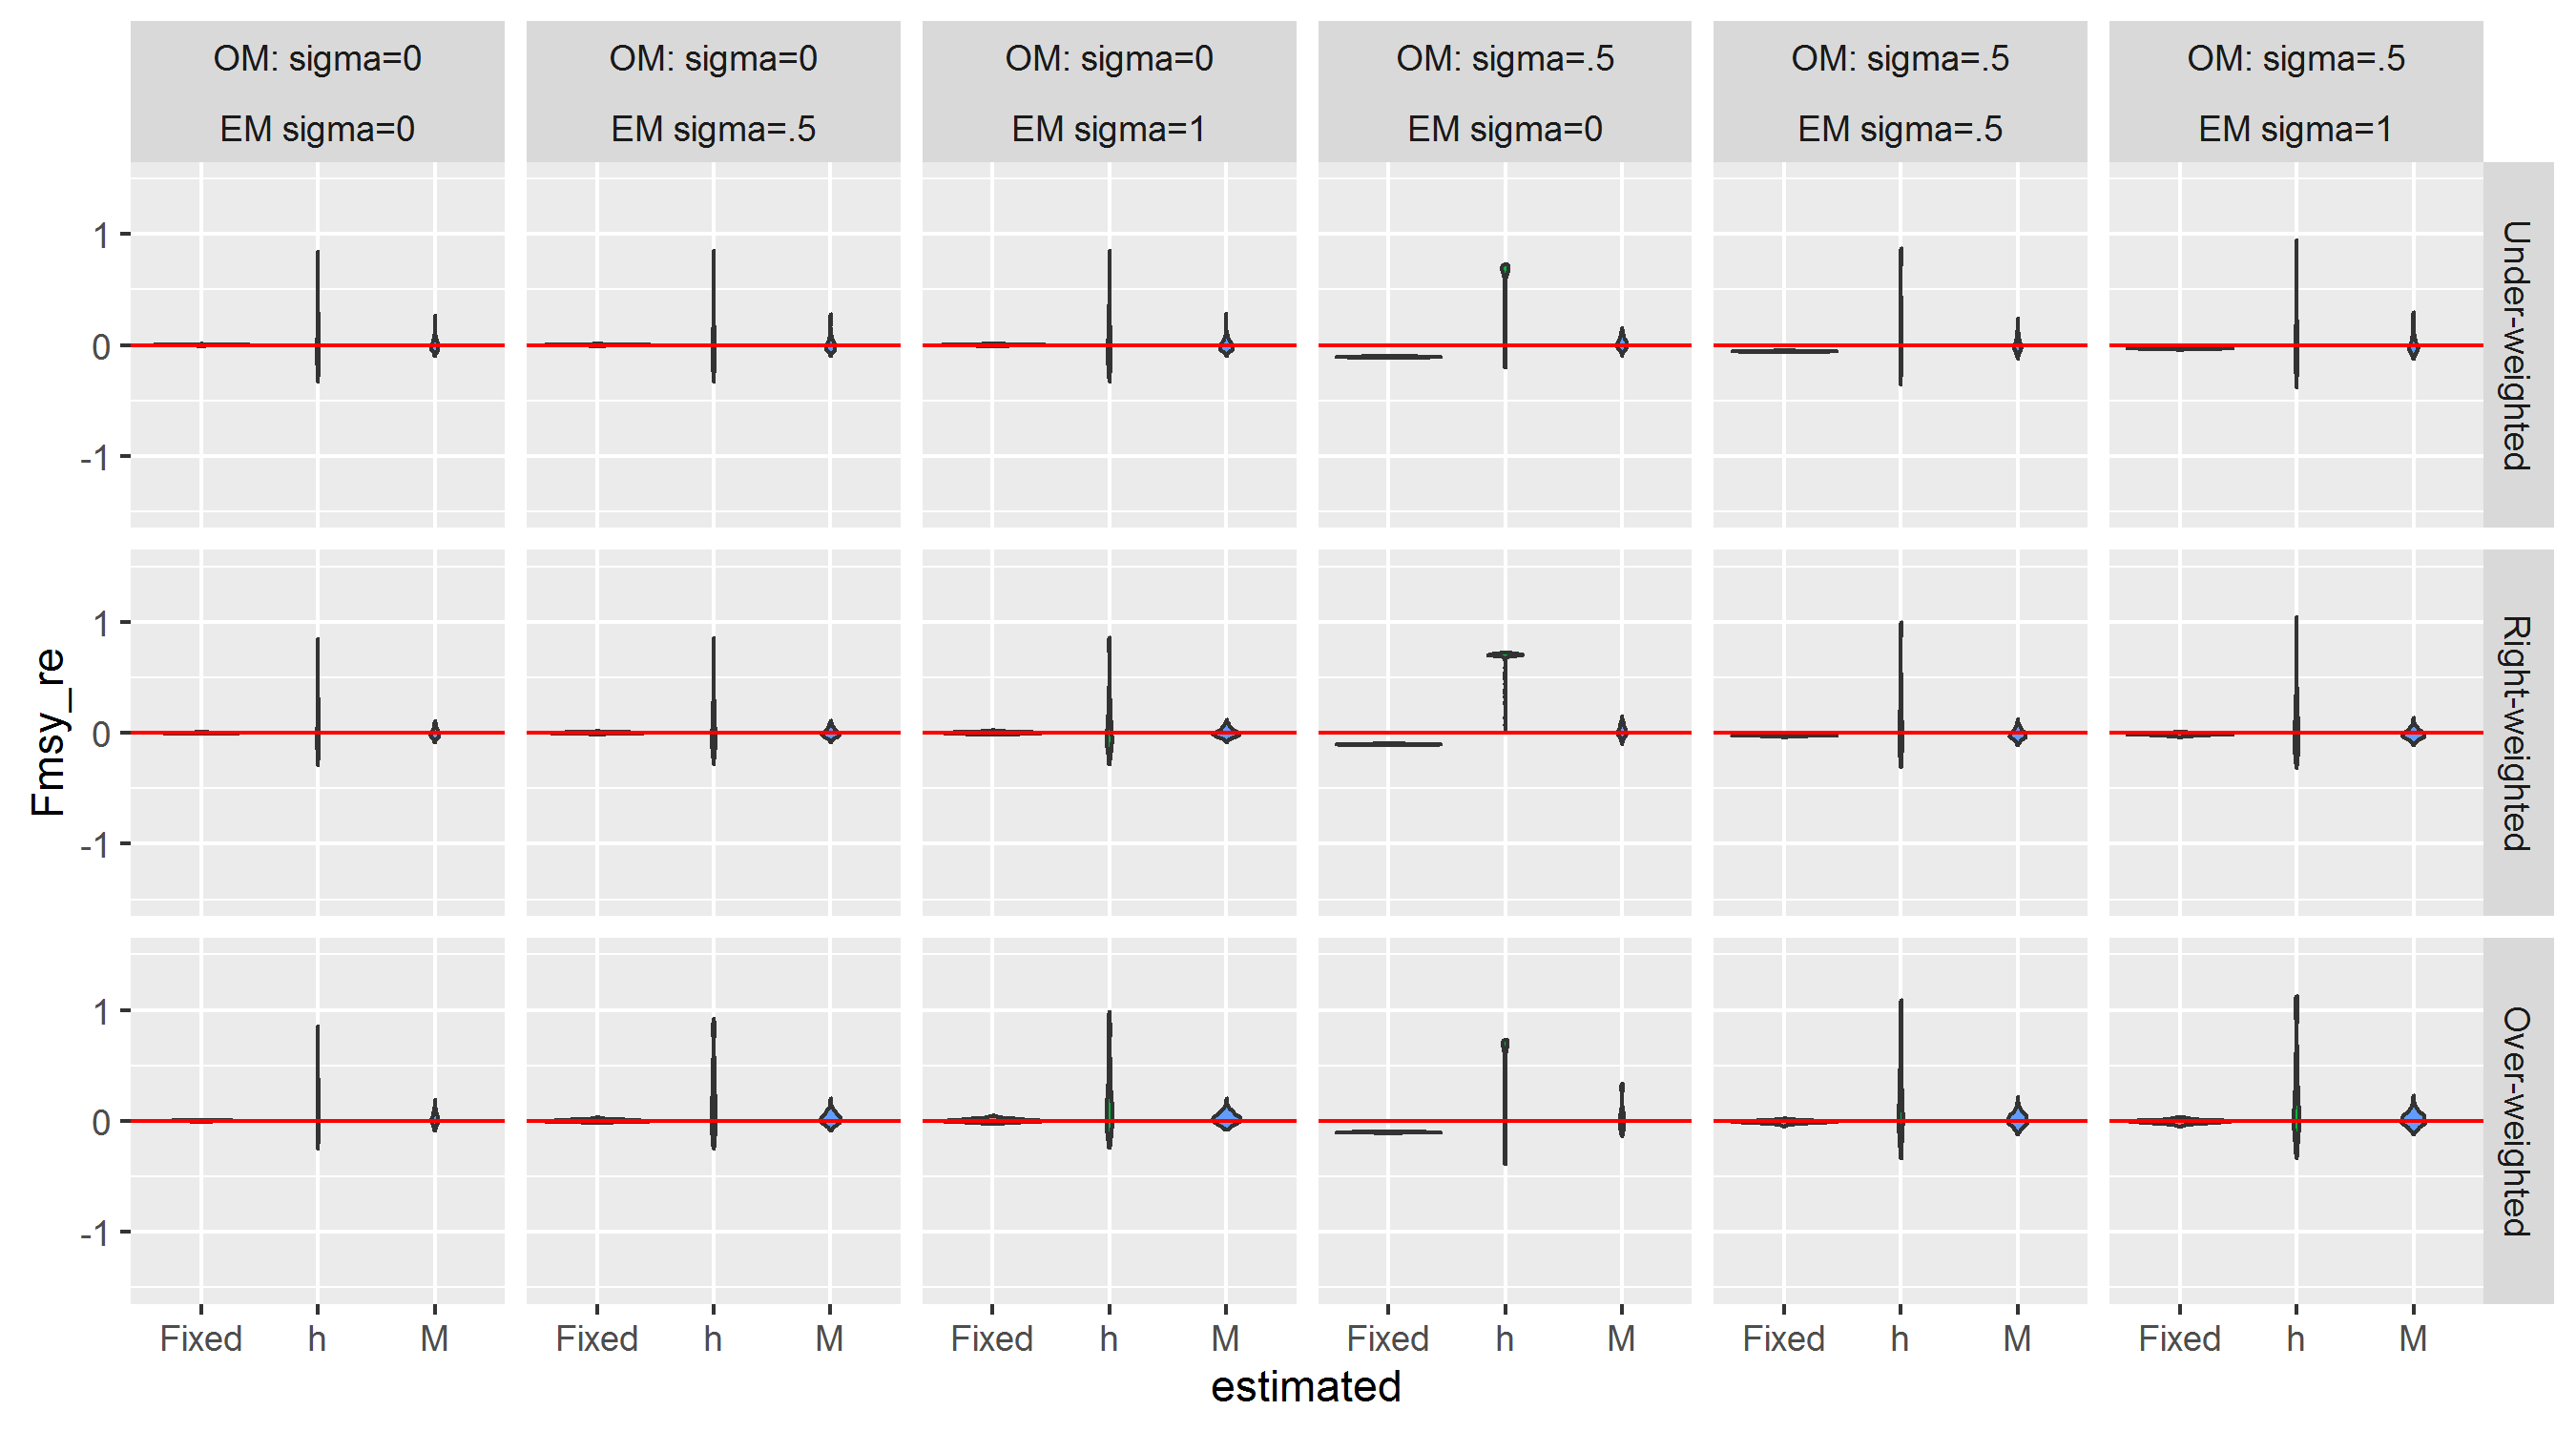 OM: sigma=0
EM sigma=0
OM: sigma=0
EM sigma=.5
OM: sigma=0
EM sigma=1
OM: sigma=.5
EM sigma=0
OM: sigma=.5
EM sigma=.5
OM: sigma=.5
EM sigma=1
1
0
-1
Under-weighted
Fmsy_re
1
0
-1
Right-weighted
1
0
-1
Over-weighted
Fixed h M
Fixed h M
Fixed h M
Fixed h M
Fixed h M
Fixed h M
estimated